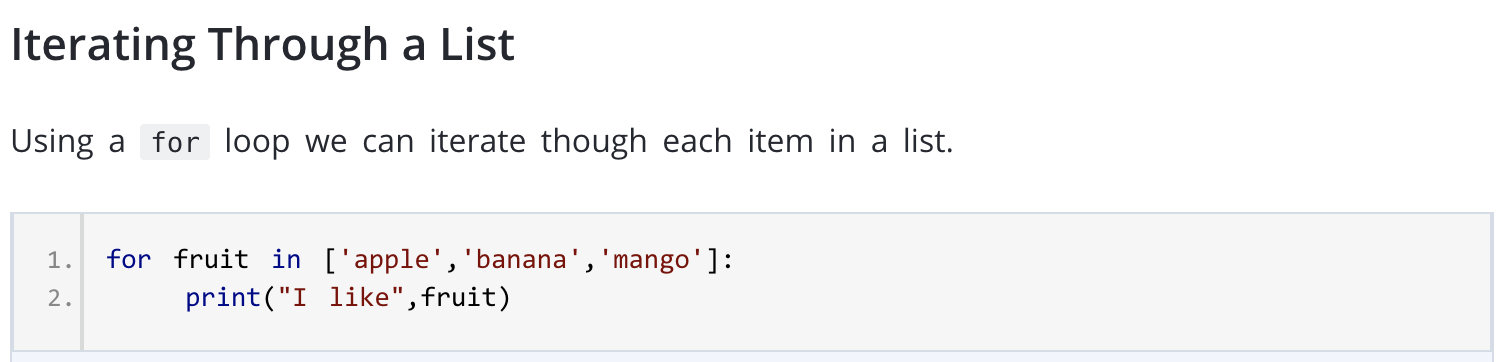 Iterating Through a List
Using a for loop we can iterate though each item in a list.
1. for fruit in ['apple','banana','mango']:
2. print("I like",fruit)